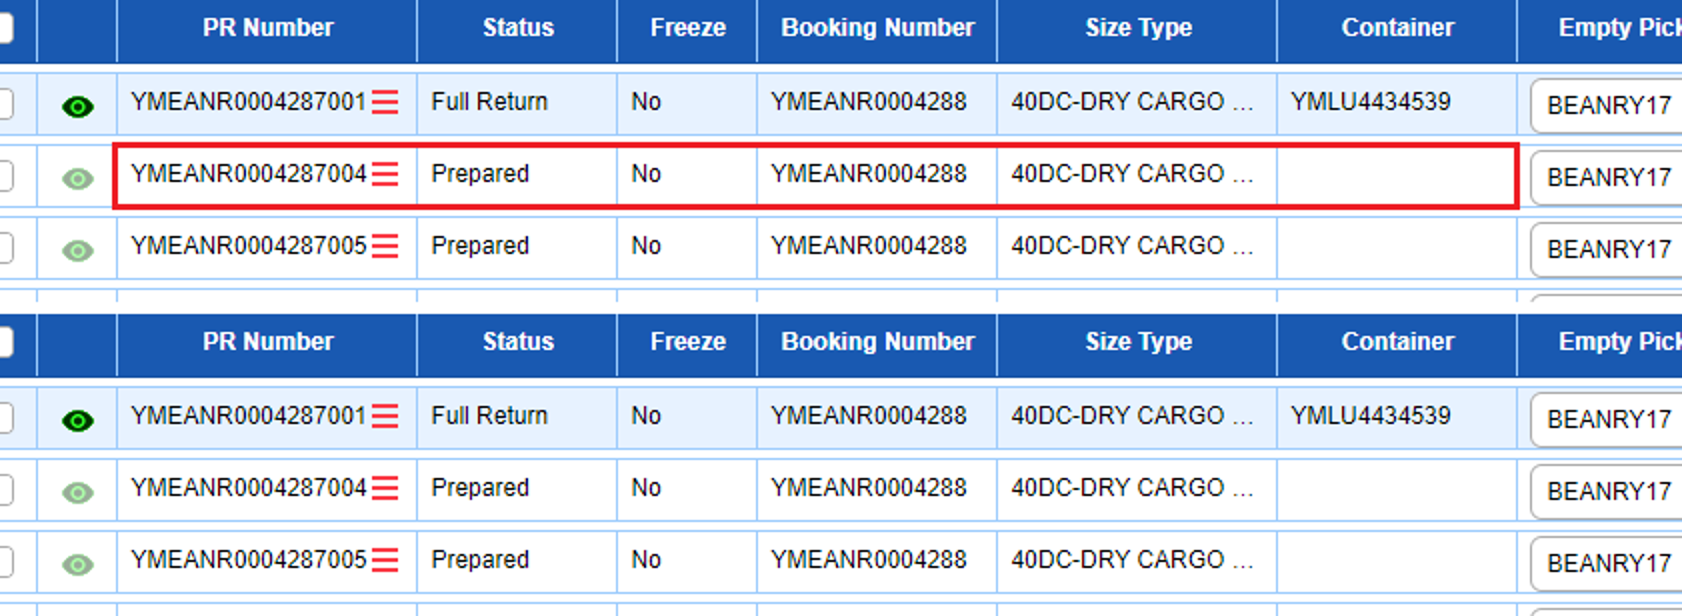 PR Number Status Freeze Booking Number Size Type Container Empty Pick
YMEANR0004287001 Full Return No YMEANR0004288 40DC-DRY CARGO ... YMLU4434539 BEANRY17
YMEANR0004287004 Prepared No YMEANR0004288 40DC-DRY CARGO ... BEANRY17
YMEANR0004287005 Prepared No YMEANR0004288 40DC-DRY CARGO ... BEANRY17
PR Number Status Freeze Booking Number Size Type Container Empty Pick
YMEANR0004287001 Full Return No YMEANR0004288 40DC-DRY CARGO ... YMLU4434539 BEANRY17
YMEANR0004287004 Prepared No YMEANR0004288 40DC-DRY CARGO ... BEANRY17
YMEANR0004287005 Prepared No YMEANR0004288 40DC-DRY CARGO ... BEANRY17